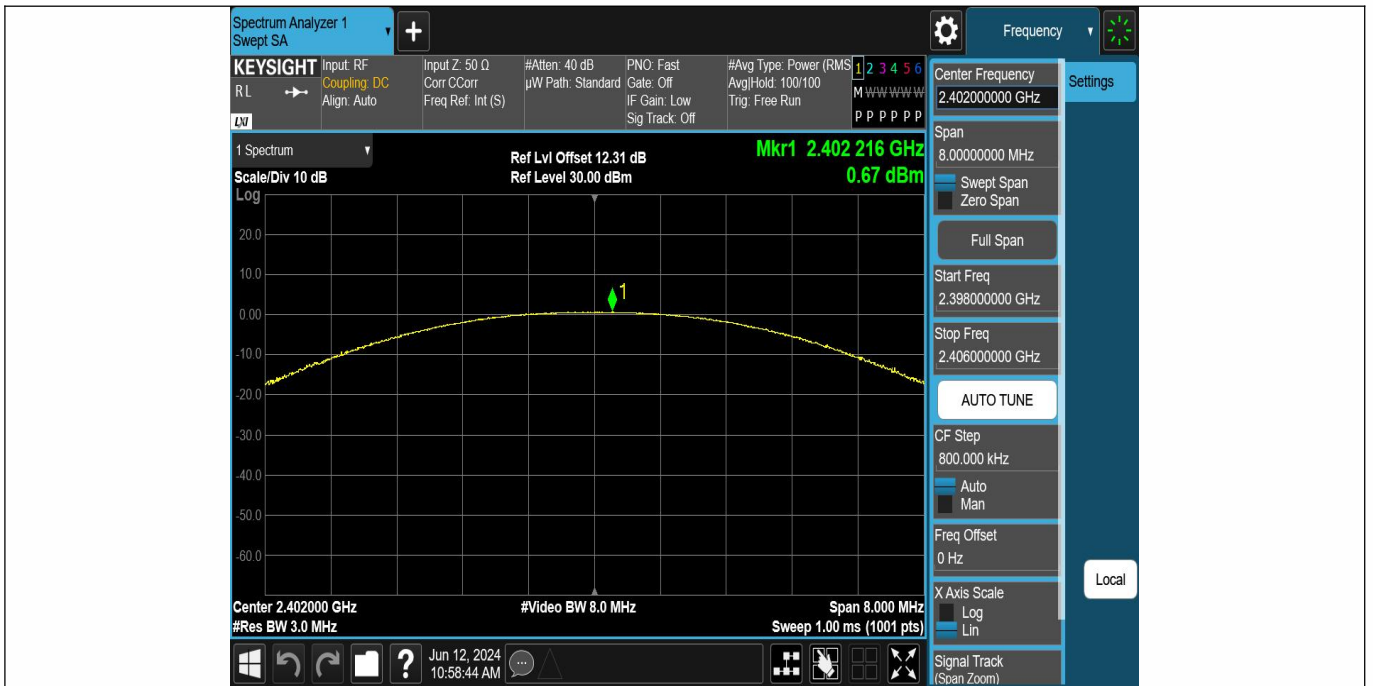 Spectrum Analyzer 1
Swept SA
+
Frequency
KEYSIGHT
RL
LXI
Input: RF
Coupling: DC
Align: Auto
Input Z: 50 Ω
Corr CCorr
Freq Ref: Int (S)
#Atten: 40 dB
µW Path: Standard
PNO: Fast
Gate: Off
IF Gain: Low
Sig Track: Off
#Avg Type: Power (RMS
Avg|Hold: 100/100
Trig: Free Run
1 2 3 4 5 6
M W W W W W
P P P P P P
1 Spectrum
Scale/Div 10 dB
Ref Lvl Offset 12.31 dB
Ref Level 30.00 dBm
Mkr1 2.402 216 GHz
0.67 dBm
Log
20.0
10.0
0.00
-10.0
-20.0
-30.0
-40.0
-50.0
-60.0
1
Center 2.402000 GHz
#Res BW 3.0 MHz
#Video BW 8.0 MHz
Span 8.000 MHz
Sweep 1.00 ms (1001 pts)
?
Jun 12, 2024
10:58:44 AM
Center Frequency
2.402000000 GHz
Span
8.00000000 MHz
Swept Span
Zero Span
Full Span
Start Freq
2.398000000 GHz
Stop Freq
2.406000000 GHz
AUTO TUNE
CF Step
800.000 kHz
Auto
Man
Freq Offset
0 Hz
X Axis Scale
Log
Lin
Signal Track
(Span Zoom)
Settings
Local